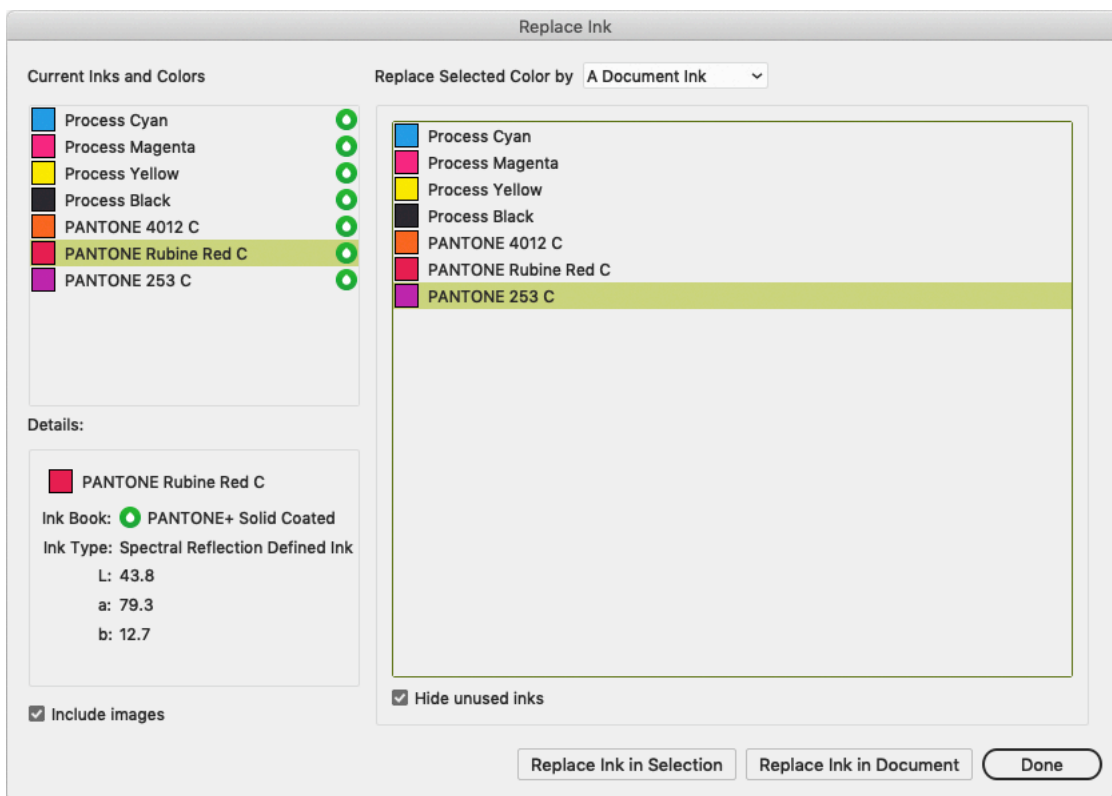 Replace Ink
Current Inks and Colors
Process Cyan
Process Magenta
Process Yellow
Process Black
PANTONE 4012 C
PANTONE Rubine Red C
PANTONE 253 C
Details:
PANTONE Rubine Red C
Ink Book: PANTONE+ Solid Coated
Ink Type: Spectral Reflection Defined Ink
L: 43.8
a: 79.3
b: 12.7
Include images
Replace Selected Color by A Document Ink
Process Cyan
Process Magenta
Process Yellow
Process Black
PANTONE 4012 C
PANTONE Rubine Red C
PANTONE 253 C
Hide unused inks
Replace Ink in Selection
Replace Ink in Document
Done